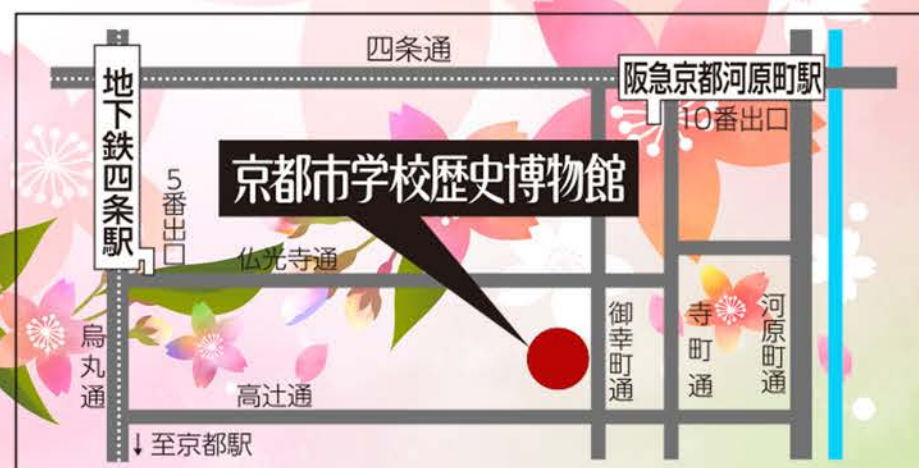 四条通
地下鉄四条駅
5番出口
阪急京都河原町駅
10番出口
京都市学校歴史博物館
仏光寺通
烏丸通
御幸町通
寺町通
河原町通
高辻通
↓至京都駅